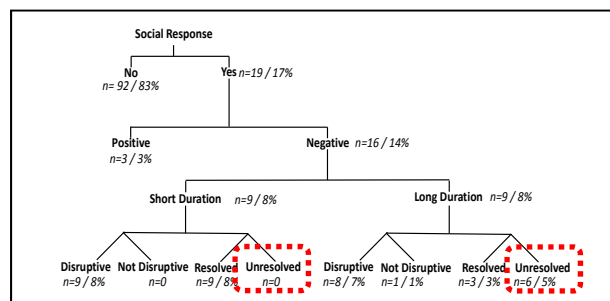 Social Response
No Yes n=19 / 17%
n= 92 / 83%
Positive Negative n=16 / 14%
n=3 / 3%
Short Duration n=9 / 8% Long Duration n=9 / 8%
Disruptive Not Disruptive Resolved Unresolved Disruptive Not Disruptive Resolved Unresolved
n=9 / 8% n=0 n=9 / 8% n=0 n=8 / 7% n=1 / 1% n=3 / 3% n=6 / 5%